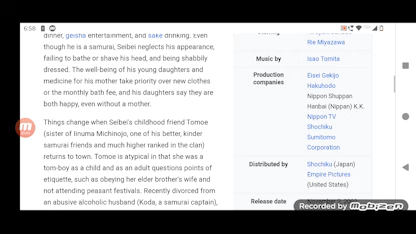 6:58
dinner, geisha entertainment, and sake drinking. Even
though he is a samurai, Seibei neglects his appearance,
failing to bathe or shave his head, and being shabbily
dressed. The well-being of his young daughters and
medicine for his mother take priority over new clothes
or the monthly bath fee, and his daughters say they are
both happy, even without a mother.
Things change when Seibei's childhood friend Tomoe
(sister of Iinuma Michinojo, one of his better, kinder
samurai friends and much higher ranked in the clan)
returns to town. Tomoe is atypical in that she was a
tom-boy as a child and as an adult questions points of
etiquette, such as obeying her elder brother's wife and
not attending peasant festivals. Recently divorced from
an abusive alcoholic husband (Koda, a samurai captain),
Rie Miyazawa
Music by Isao Tomita
Production
companies
Eisei Gekijo
Hakuhodo
Nippon Shuppan
Hanbai (Nippan) K.K.
Nippon TV
Shochiku
Sumitomo
Corporation
Distributed by Shochiku (Japan)
Empire Pictures
(United States)
Release date
Recorded by Mobizen